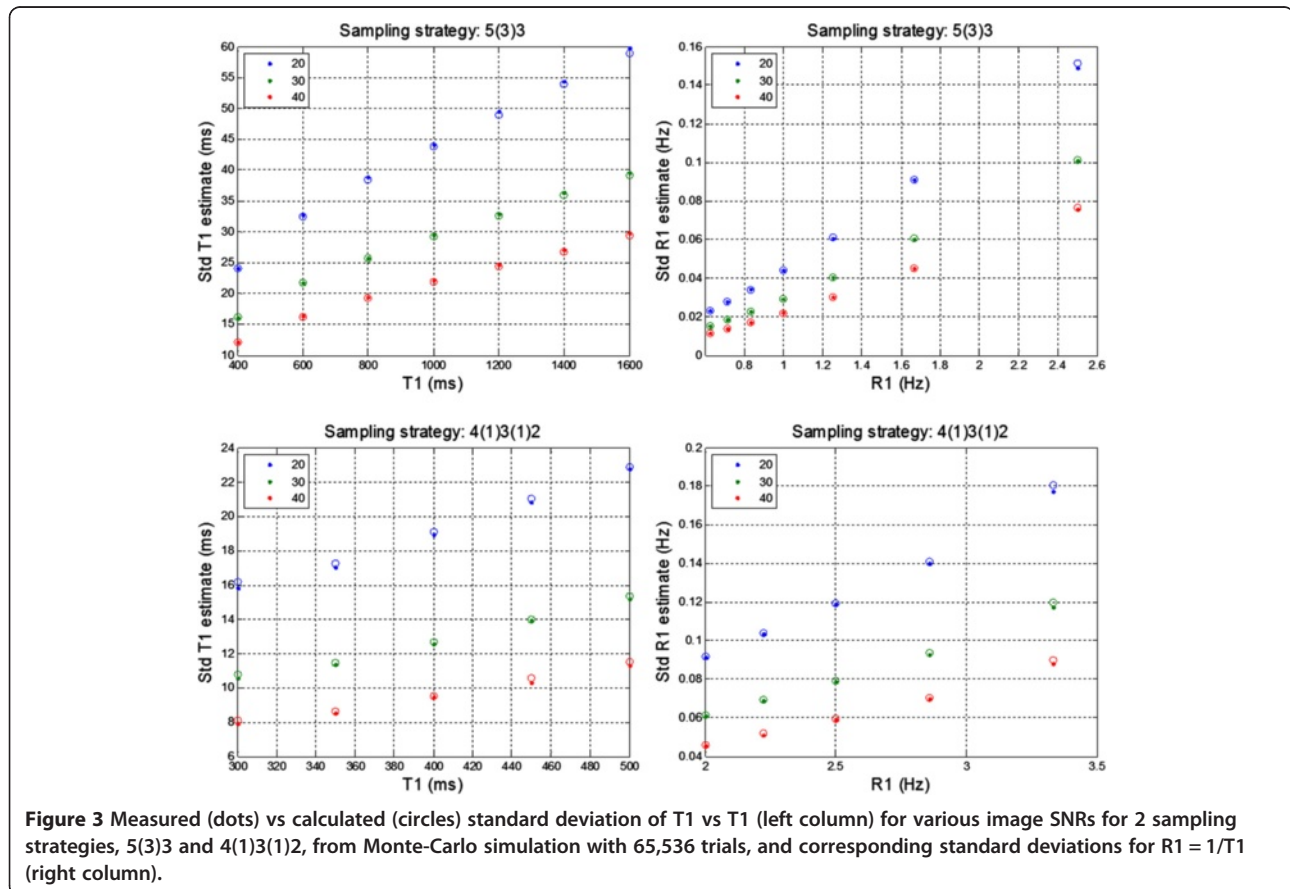 Sampling strategy: 5(3)3
60
55
50
45
40
35
30
25
20
15
10
Std T1 estimate (ms)
20
30
40
400 600 800 1000 1200 1400 1600
T1 (ms)
Sampling strategy: 5(3)3
0.16
0.14
0.12
0.1
0.08
0.06
0.04
0.02
0
Std R1 estimate (Hz)
20
30
40
0.8 1 1.2 1.4 1.6 1.8 2 2.2 2.4 2.6
R1 (Hz)
Sampling strategy: 4(1)3(1)2
24
22
20
18
16
14
12
10
8
6
Std T1 estimate (ms)
20
30
40
300 320 340 360 380 400 420 440 460 480 500
T1 (ms)
Sampling strategy: 4(1)3(1)2
0.2
0.18
0.16
0.14
0.12
0.1
0.08
0.06
0.04
Std R1 estimate (Hz)
20
30
40
2 2.5 3 3.5
R1 (Hz)
Figure 3 Measured (dots) vs calculated (circles) standard deviation of T1 vs T1 (left column) for various image SNRs for 2 sampling
strategies, 5(3)3 and 4(1)3(1)2, from Monte-Carlo simulation with 65,536 trials, and corresponding standard deviations for R1 = 1/T1
(right column).